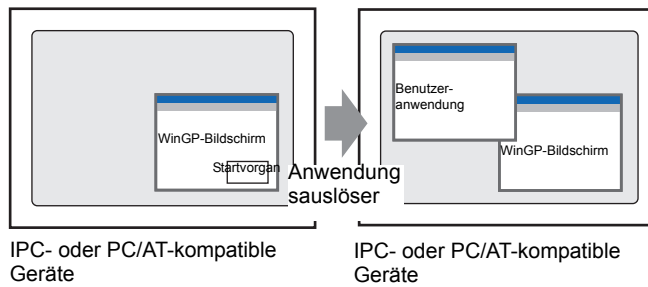 WinGP-Bildschirm
Startvorgan
Anwendung
sauslöser
Benutzer-
anwendung
WinGP-Bildschirm
IPC- oder PC/AT-kompatible
Geräte
IPC- oder PC/AT-kompatible
Geräte